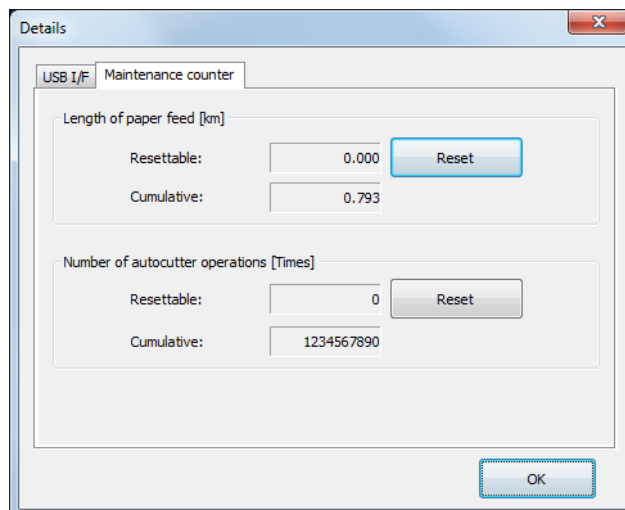 Details
USB I/F Maintenance counter
Length of paper feed [km]
Resettable: 0.000 Reset
Cumulative: 0.793
Number of autocutter operations [Times]
Resettable: 0 Reset
Cumulative: 1234567890
OK